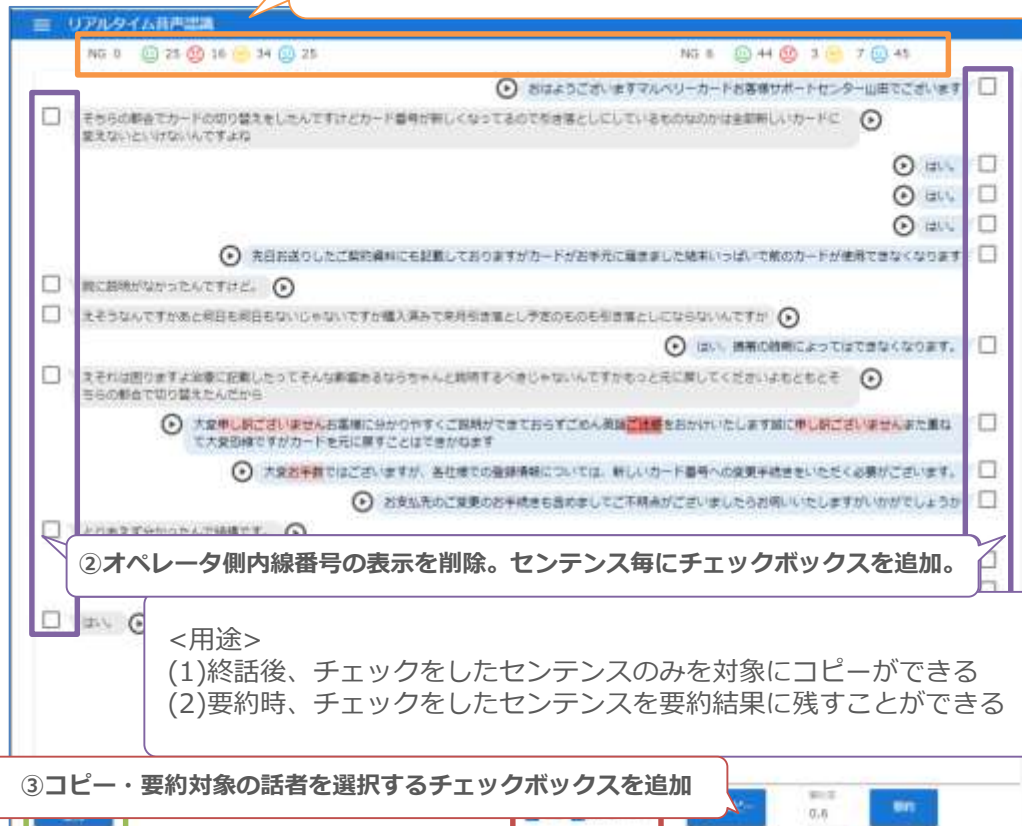 リアルタイム音声認識
NG 0 25 16 34 25
NG 6 44 3 7 45
おはようございますマルベリーカードお客様サポートセンター山田でございます
そちらの都合でカードの切り替えをしたんですけどカード番号が新しくなってるので引き落としにしているものなのかは全部新しいカードに
変えないといけないんですよね
はい。
はい。
はい。
先日お送りしたご契約資料にも記載しておりますがカードがお手元に届きました結末いっぱいで前のカードが使用できなくなります
説明がなかったんですけど。
えそうなんですかあと何日も何日もないじゃないですか購入済みで来月引き落とし予定のものも引き落としにならないんですか
はい。携帯の時期によってはできなくなります。
えそれは困りますよ
に記載したってそんな影響あるならちゃんと説明するべきじゃないんですかもっと元に戻してくださいよもともとそ
ちらの都合で切り替えたんだから
大変申し訳ございませんお客様に分かりやすくご説明ができておらずごめん
ご迷惑をおかけいたします誠に申し訳ございませんまた重ね
て大変恐縮ですがカードを元に戻すことはできかねます
大変お手数ではございますが、各社様での登録情報については、新しいカード番号への変更手続きをいただく必要がございます。
お支払先のご変更のお手続きも含めましてご不明点がございましたらお伺いいたしますがいかがでしょうか
とりあえず分かったんで結構です。
②オペレータ側内線番号の表示を削除。センテンス毎にチェックボックスを追加。
はい。
<用途>
(1)終話後、チェックをしたセンテンスのみを対象にコピーができる
(2)要約時、チェックをしたセンテンスを要約結果に残すことができる
③コピー・要約対象の話者を選択するチェックボックスを追加
0.6
要約